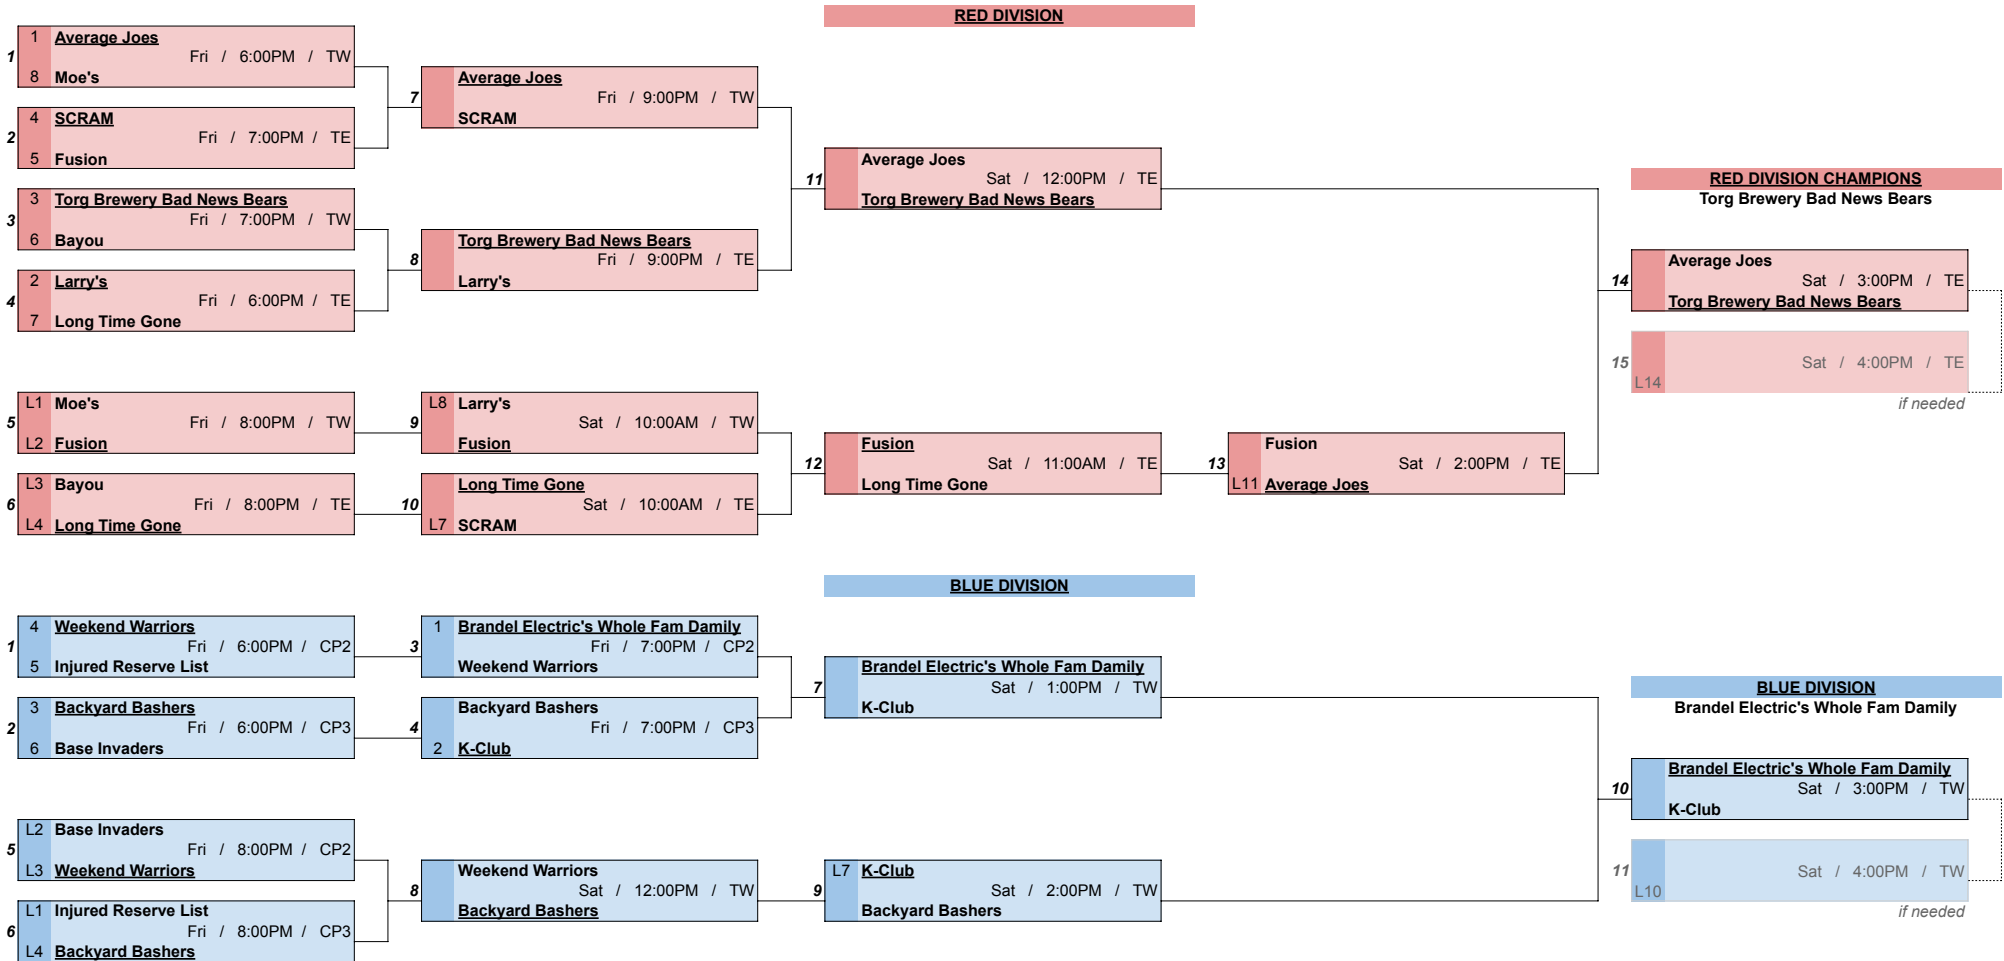 RED DIVISION
1
1 Average Joes
Fri / 6:00PM / TW
8 Moe's
2
4 SCRAM
Fri / 7:00PM / TE
5 Fusion
3
3 Torg Brewery Bad News Bears
Fri / 7:00PM / TW
6 Bayou
4
2 Larry's
Fri / 6:00PM / TE
7 Long Time Gone
7
Average Joes
Fri / 9:00PM / TW
SCRAM
8
Torg Brewery Bad News Bears
Fri / 9:00PM / TE
Larry's
11
Average Joes
Sat / 12:00PM / TE
Torg Brewery Bad News Bears
RED DIVISION CHAMPIONS
Torg Brewery Bad News Bears
14
Average Joes
Sat / 3:00PM / TE
Torg Brewery Bad News Bears
15
Sat / 4:00PM / TE
L14
if needed
5
L1 Moe's
Fri / 8:00PM / TW
L2 Fusion
6
L3 Bayou
Fri / 8:00PM / TE
L4 Long Time Gone
9
L8 Larry's
Sat / 10:00AM / TW
Fusion
10
Long Time Gone
Sat / 10:00AM / TE
L7 SCRAM
12
Fusion
Sat / 11:00AM / TE
Long Time Gone
13
Fusion
Sat / 2:00PM / TE
L11 Average Joes
BLUE DIVISION
1
4 Weekend Warriors
Fri / 6:00PM / CP2
5 Injured Reserve List
2
3 Backyard Bashers
Fri / 6:00PM / CP3
6 Base Invaders
3
1 Brandel Electric's Whole Fam Damily
Fri / 7:00PM / CP2
Weekend Warriors
4
Backyard Bashers
Fri / 7:00PM / CP3
2 K-Club
7
Brandel Electric's Whole Fam Damily
Sat / 1:00PM / TW
K-Club
BLUE DIVISION
Brandel Electric's Whole Fam Damily
10
Brandel Electric's Whole Fam Damily
Sat / 3:00PM / TW
K-Club
11
Sat / 4:00PM / TW
L10
if needed
5
L2 Base Invaders
Fri / 8:00PM / CP2
L3 Weekend Warriors
6
L1 Injured Reserve List
Fri / 8:00PM / CP3
L4 Backyard Bashers
8
Weekend Warriors
Sat / 12:00PM / TW
Backyard Bashers
9
L7 K-Club
Sat / 2:00PM / TW
Backyard Bashers